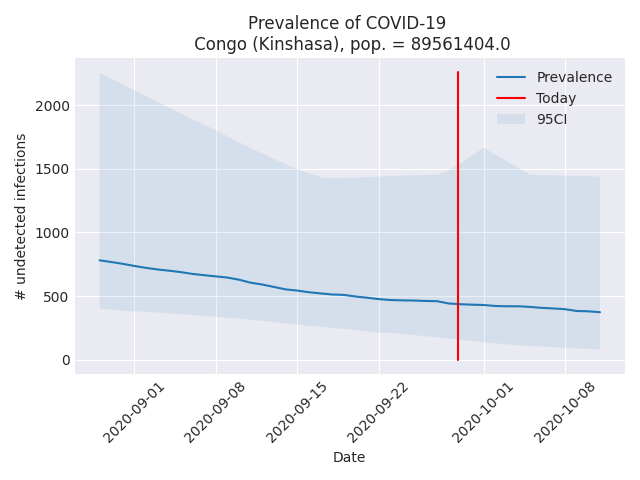 Prevalence of COVID-19
Congo (Kinshasa), pop. = 89561404.0
Prevalence
Today
95CI
# undetected infections
2000
1500
1000
500
0
2020-09-01
2020-09-08
2020-09-15
2020-09-22
2020-10-01
2020-10-08
Date